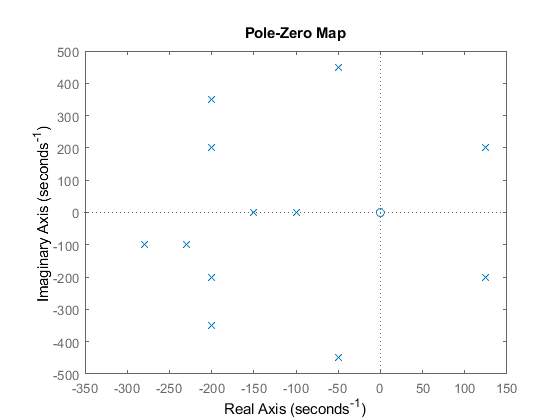 Pole-Zero Map
500
400
300
200
100
0
-100
-200
-300
-400
-500
Imaginary Axis (seconds⁻¹)
-350 -300 -250 -200 -150 -100 -50 0 50 100 150
Real Axis (seconds⁻¹)